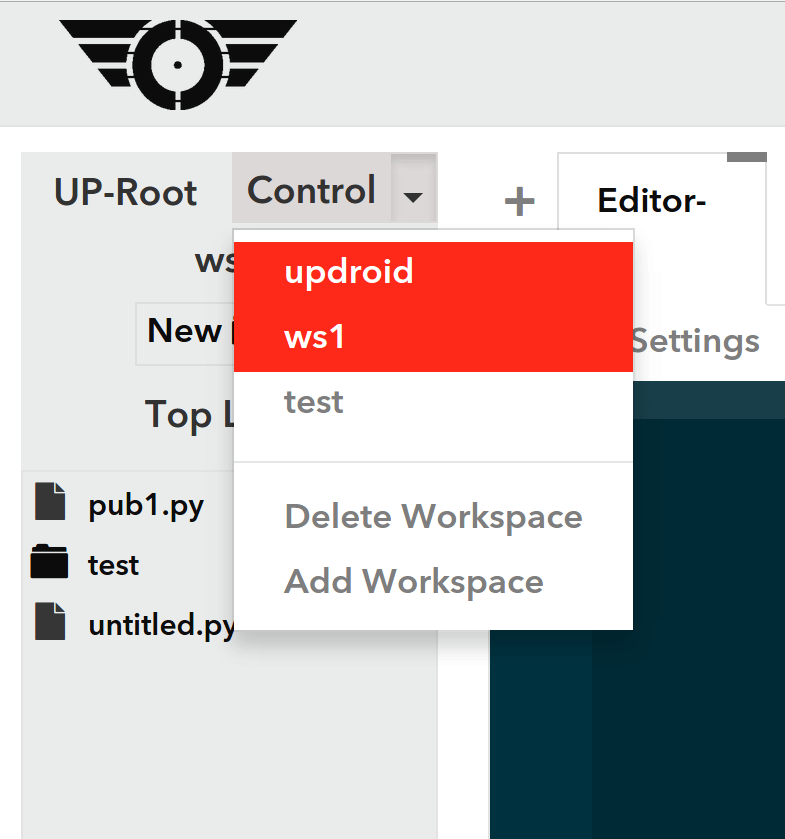 UP-Root Control
+ Editor-
ws
updroid
New
ws1
Settings
test
Top
pub1.py
Delete Workspace
test
Add Workspace
untitled.py